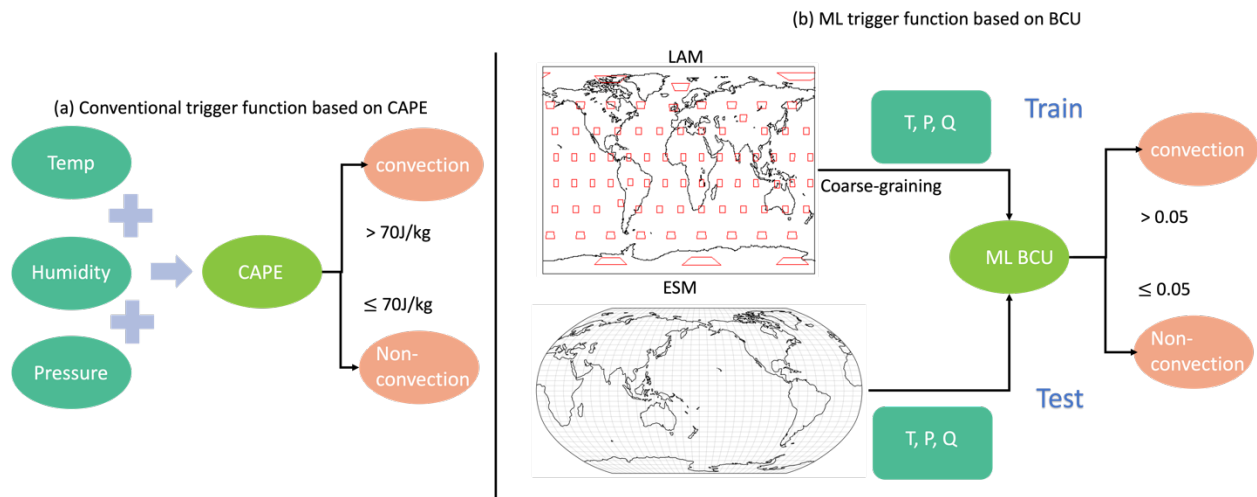 (a) Conventional trigger function based on CAPE
Temp
Humidity
Pressure
CAPE
convection
> 70J/kg
≤ 70J/kg
Non-
convection
(b) ML trigger function based on BCU
LAM
T, P, Q
Train
Coarse-graining
ESM
T, P, Q
Test
ML BCU
convection
> 0.05
≤ 0.05
Non-
convection